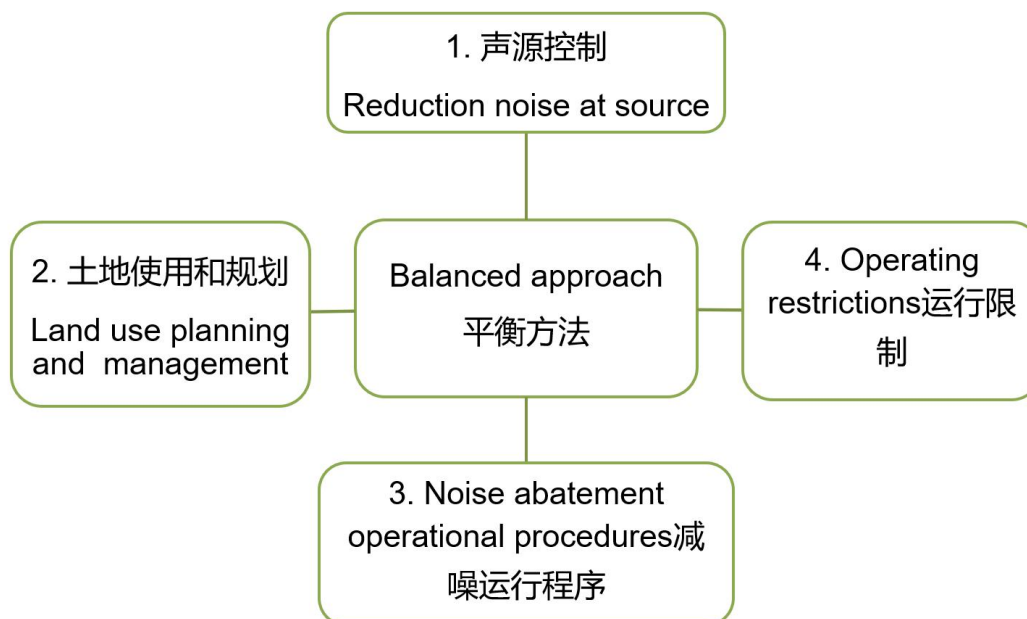 1. 声源控制
Reduction noise at source
2. 土地使用和规划
Land use planning
and management
Balanced approach
平衡方法
4. Operating
restrictions运行限
制
3. Noise abatement
operational procedures减
噪运行程序